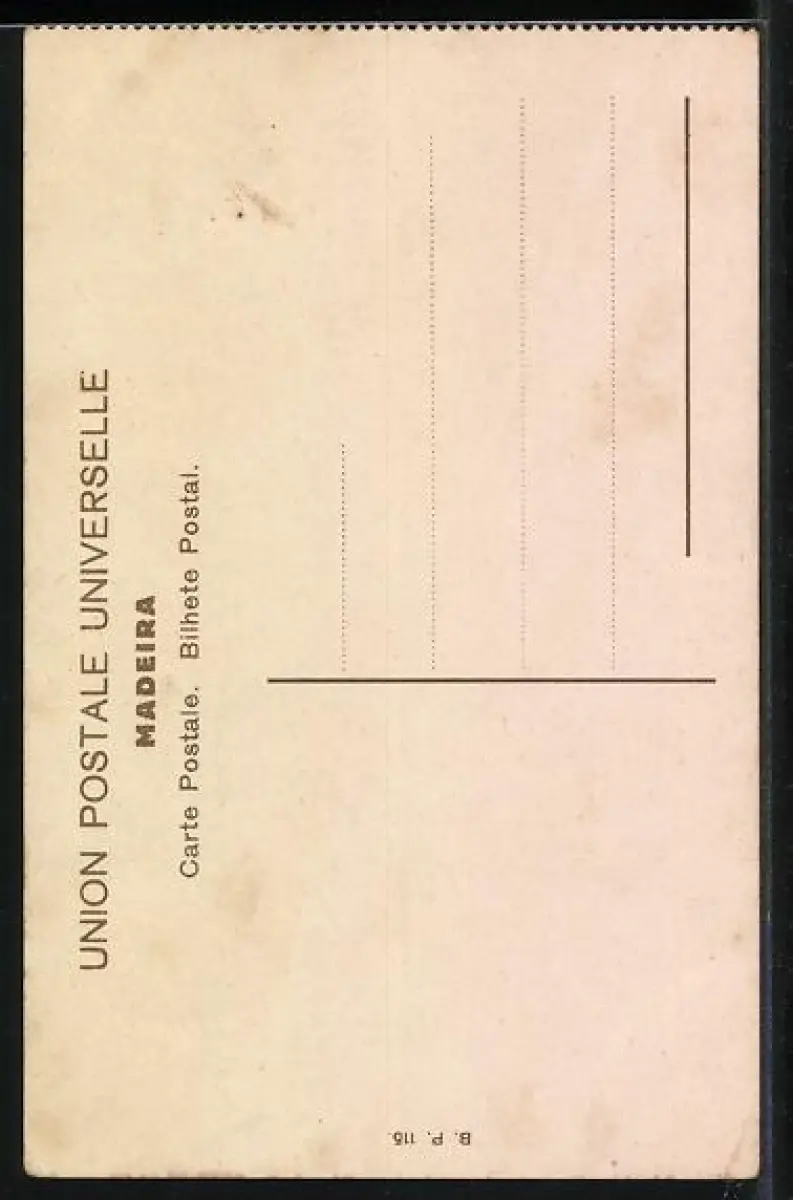 UNION POSTALE UNIVERSELLE
MADEIRA
Carte Postale. Bilhete Postal.
B. P. 115